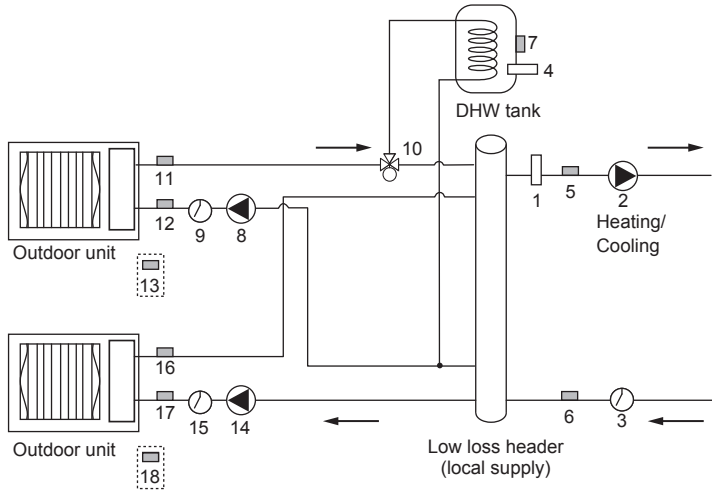 7
4
DHW tank
10
11
12
9
8
1
5
2
Heating/
Cooling
Outdoor unit
13
16
17
15
14
6
3
Outdoor unit
18
Low loss header
(local supply)